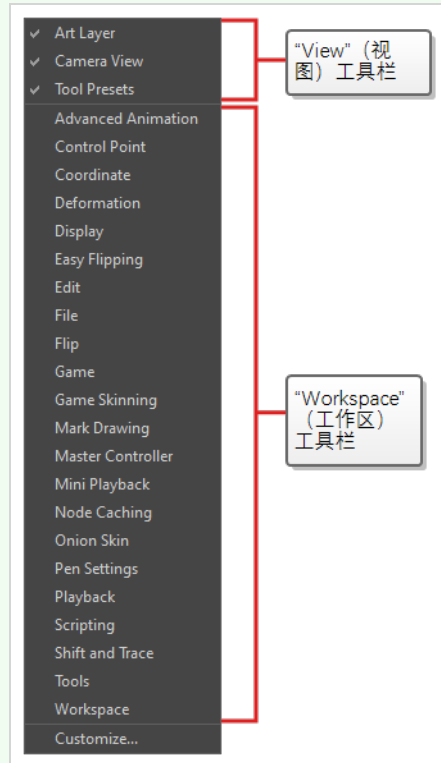 Art Layer
Camera View
Tool Presets
Advanced Animation
Control Point
Coordinate
Deformation
Display
Easy Flipping
Edit
File
Flip
Game
Game Skinning
Mark Drawing
Master Controller
Mini Playback
Node Caching
Onion Skin
Pen Settings
Playback
Scripting
Shift and Trace
Tools
Workspace
Customize...
“View”（视
图）工具栏
“Workspace”
（工作区）
工具栏